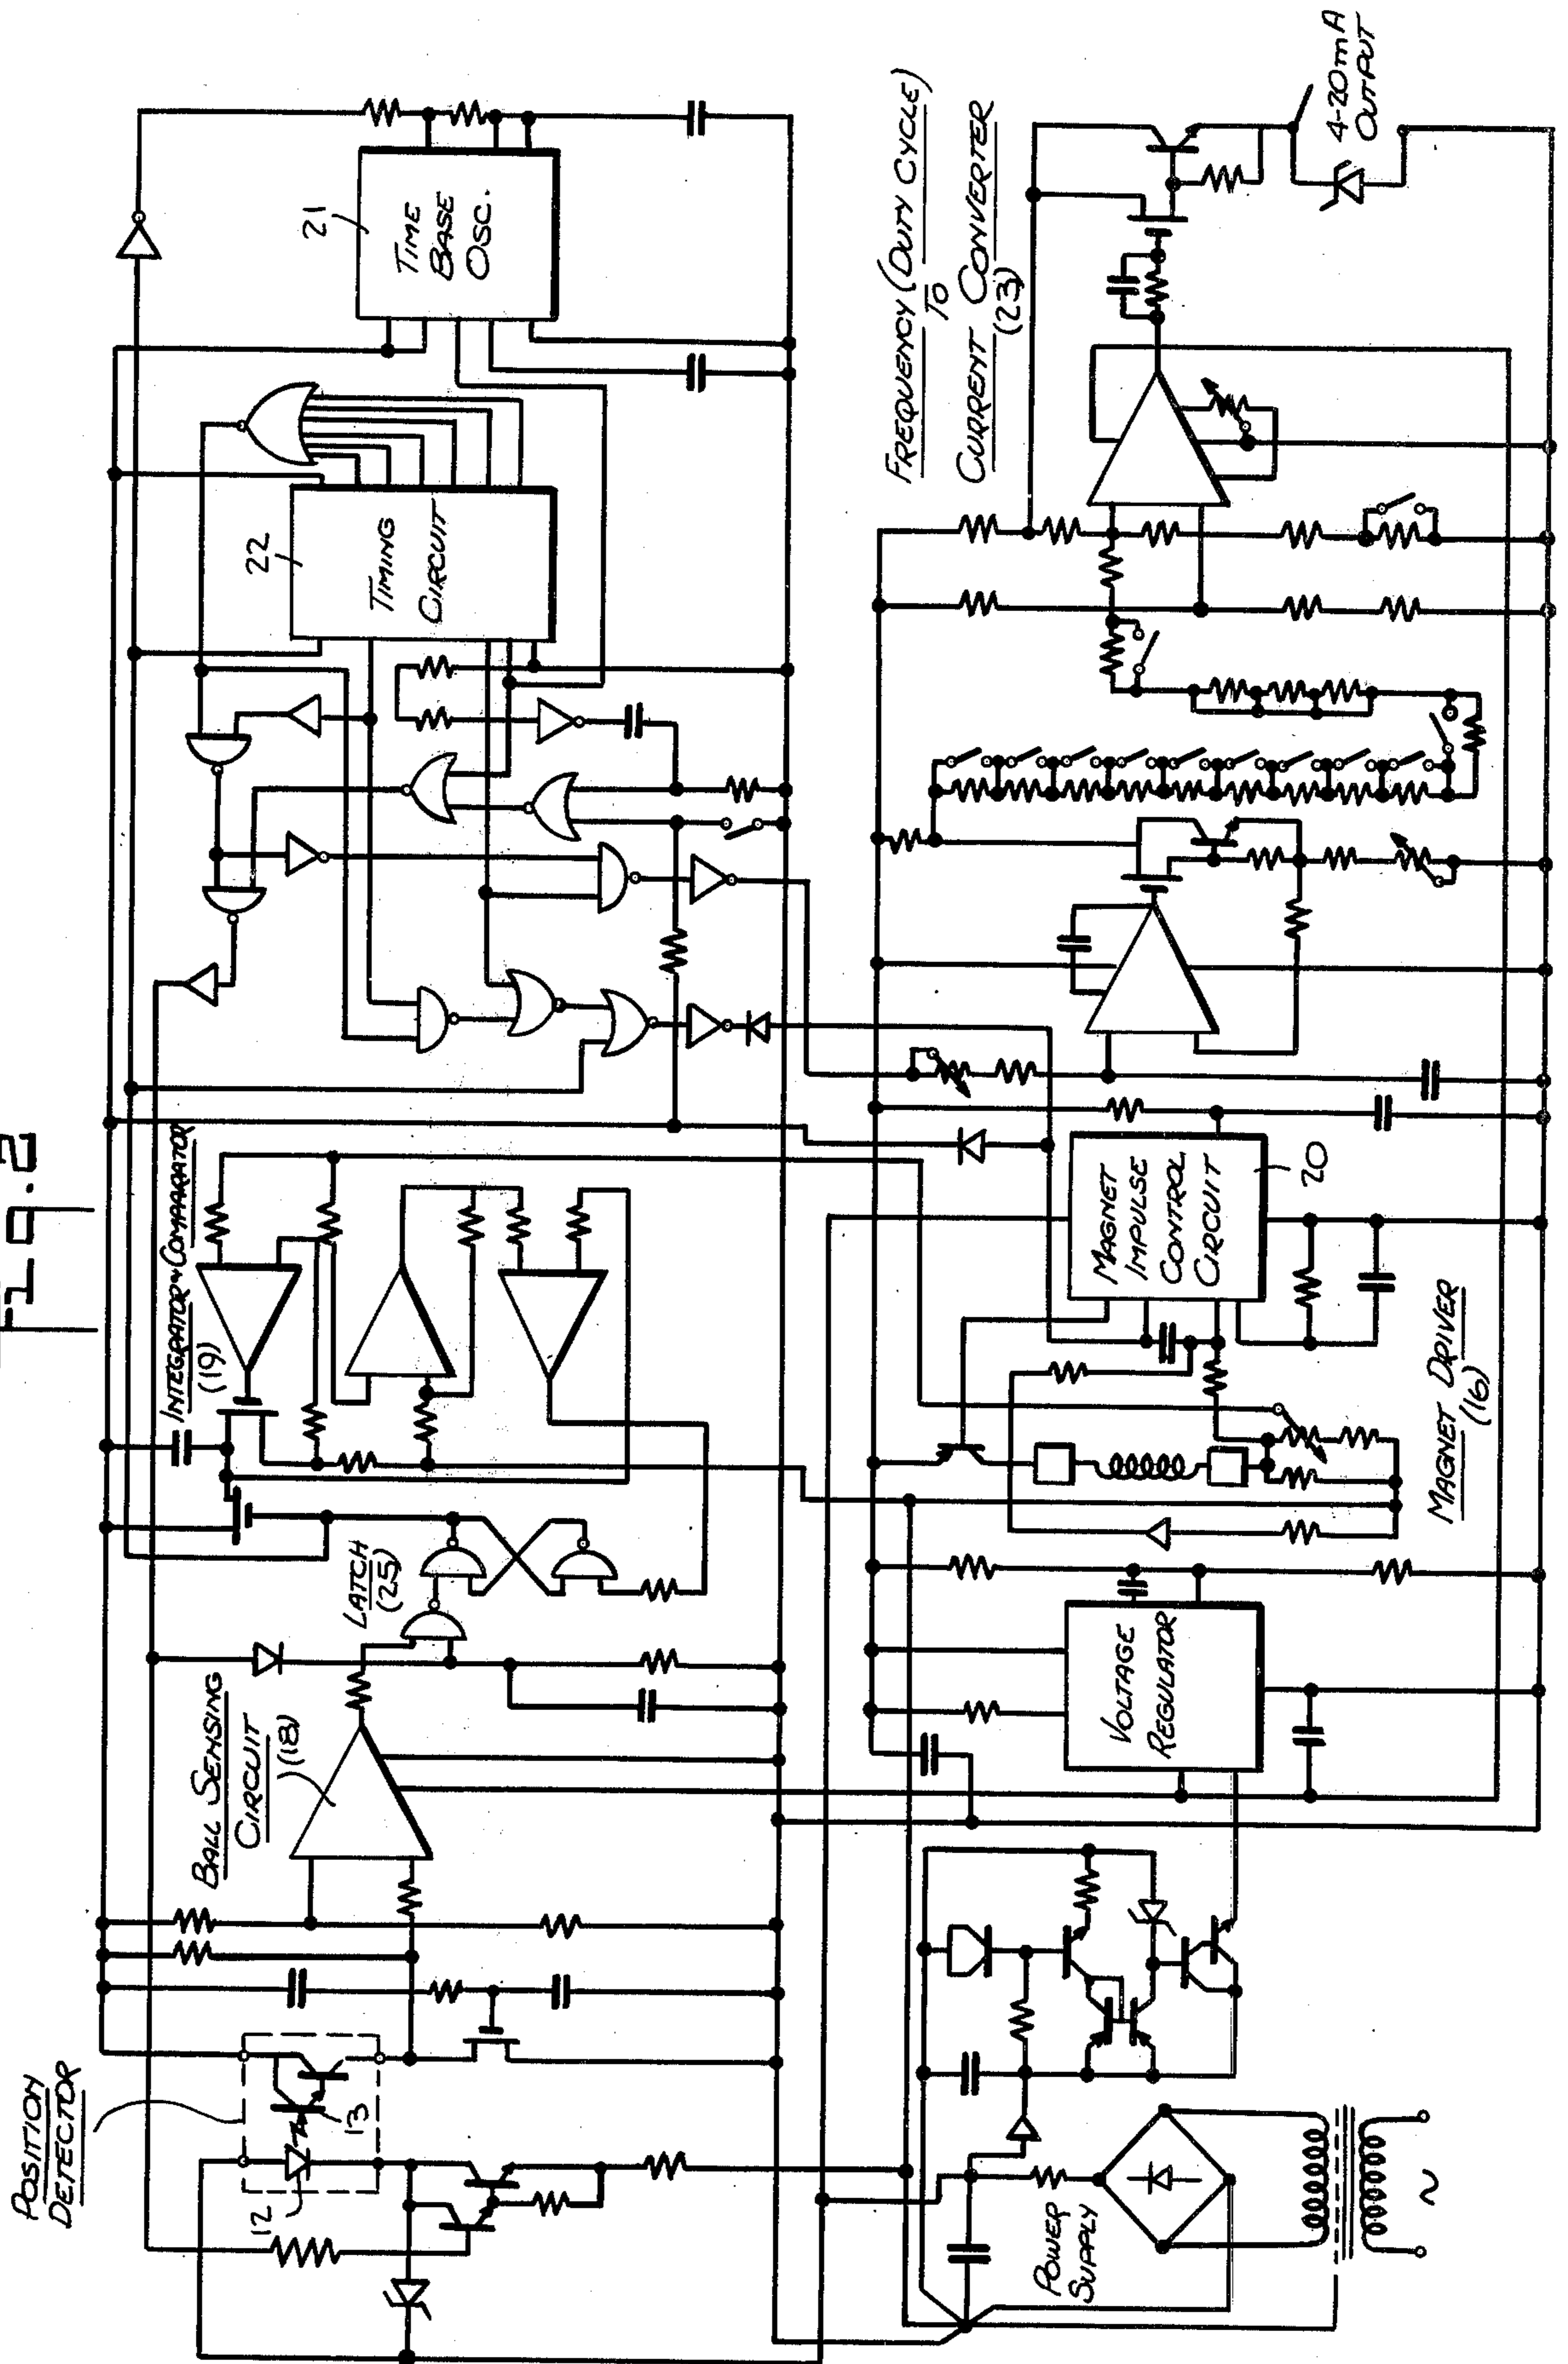 FIG. 2
POSITION
DETECTOR
12
13
BALL SENSING
CIRCUIT
(18)
LATCH
(25)
INTEGRATOR & COMPARATOR
(19)
22
TIMING
CIRCUIT
21
TIME
BASE
OSC.
POWER
SUPPLY
~
VOLTAGE
REGULATOR
MAGNET DRIVER
(16)
MAGNET
IMPULSE
CONTROL
CIRCUIT
20
FREQUENCY (DUTY CYCLE)
TO
CURRENT CONVERTER
(23)
4-20mA
OUTPUT